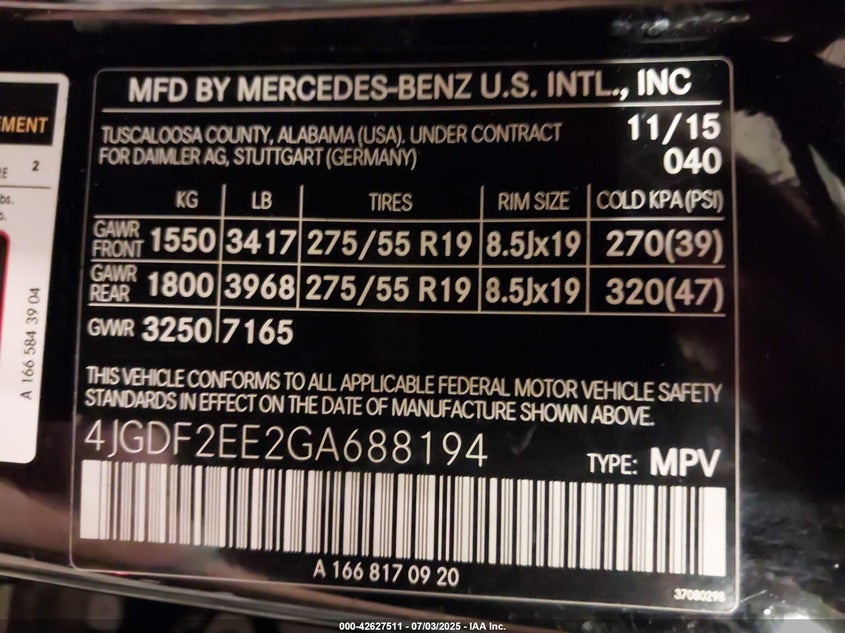 MFD BY MERCEDES-BENZ U.S. INTL., INC
TUSCALOOSA COUNTY, ALABAMA (USA). UNDER CONTRACT
FOR DAIMLER AG, STUTTGART (GERMANY)
11/15
040
KG LB TIRES RIM SIZE COLD KPA (PSI)
GAWR FRONT 1550 3417 275/55 R19 8.5Jx19 270(39)
GAWR REAR 1800 3968 275/55 R19 8.5Jx19 320(47)
GVWR 3250 7165
THIS VEHICLE CONFORMS TO ALL APPLICABLE FEDERAL MOTOR VEHICLE SAFETY
STANDARDS IN EFFECT ON THE DATE OF MANUFACTURE SHOWN ABOVE.
4JGDF2EE2GA688194 TYPE: MPV
A 166 817 09 20
37080298
EMENT
2
A 166 584 39 04
000-42627511 - 07/03/2025 - IAA Inc.